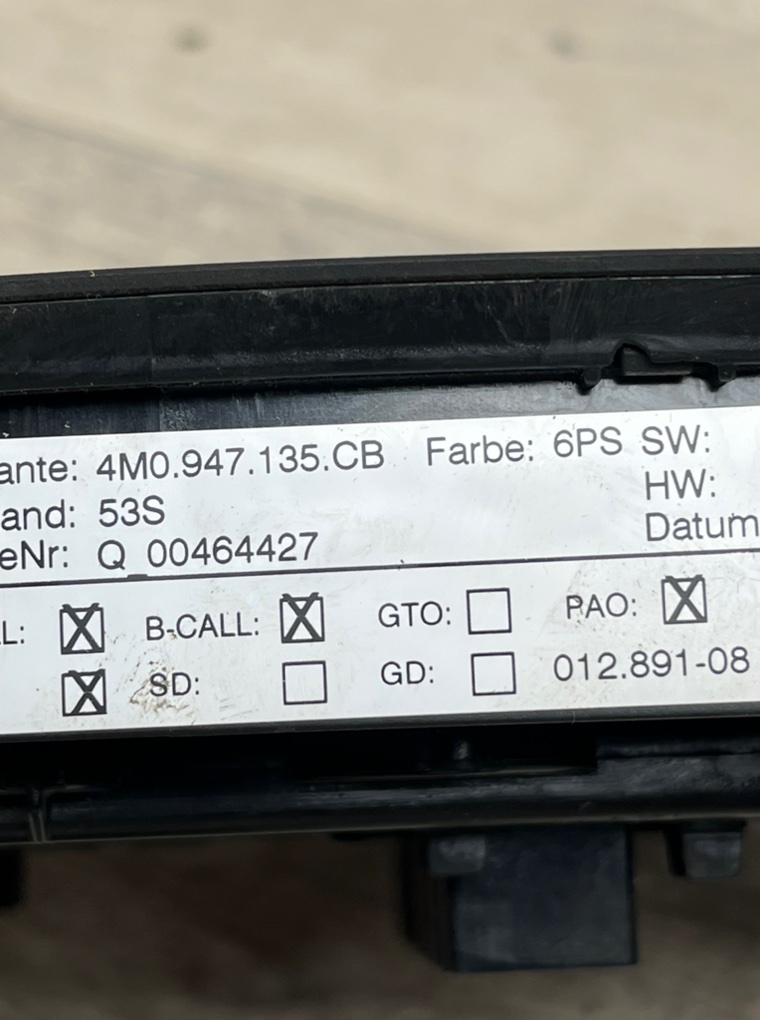 ante: 4M0.947.135.CB Farbe: 6PS SW:
and: 53S HW:
eNr: Q_00464427 Datum
L: ☒ B-CALL: ☒ GTO: ☐ PAO: ☒
☒ SD: ☐ GD: ☐ 012.891-08